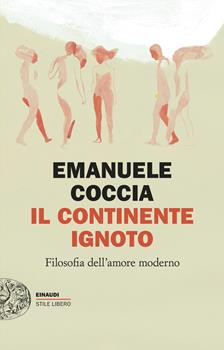 EMANUELE
COCCIA
IL CONTINENTE
IGNOTO
Filosofia dell'amore moderno
EINAUDI
STILE LIBERO